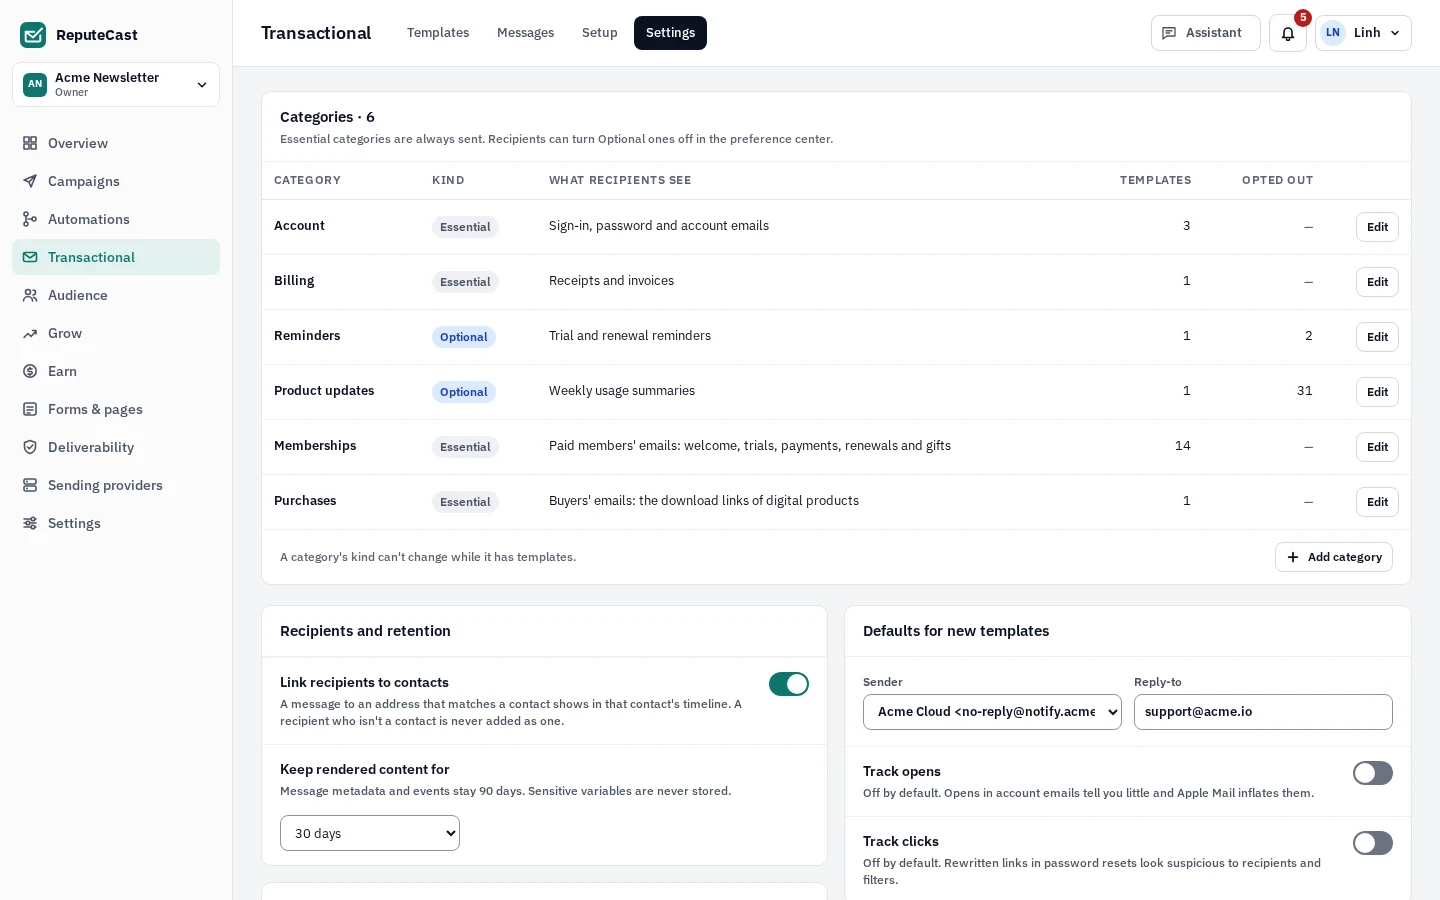 ReputeCast
AN
Acme Newsletter
Owner
Overview
Campaigns
Automations
Transactional
Audience
Grow
Earn
Forms & pages
Deliverability
Sending providers
Settings
Transactional
Templates
Messages
Setup
Settings
Assistant
5
LN
Linh
Categories · 6
Essential categories are always sent. Recipients can turn Optional ones off in the preference center.
CATEGORY KIND WHAT RECIPIENTS SEE TEMPLATES OPTED OUT
Account Essential Sign-in, password and account emails 3 — Edit
Billing Essential Receipts and invoices 1 — Edit
Reminders Optional Trial and renewal reminders 1 2 Edit
Product updates Optional Weekly usage summaries 1 31 Edit
Memberships Essential Paid members' emails: welcome, trials, payments, renewals and gifts 14 — Edit
Purchases Essential Buyers' emails: the download links of digital products 1 — Edit
A category's kind can't change while it has templates.
Add category
Recipients and retention
Link recipients to contacts
A message to an address that matches a contact shows in that contact's timeline. A
recipient who isn't a contact is never added as one.
Keep rendered content for
Message metadata and events stay 90 days. Sensitive variables are never stored.
30 days
Defaults for new templates
Sender
Reply-to
Acme Cloud <no-reply@notify.acme
support@acme.io
Track opens
Off by default. Opens in account emails tell you little and Apple Mail inflates them.
Track clicks
Off by default. Rewritten links in password resets look suspicious to recipients and
filters.